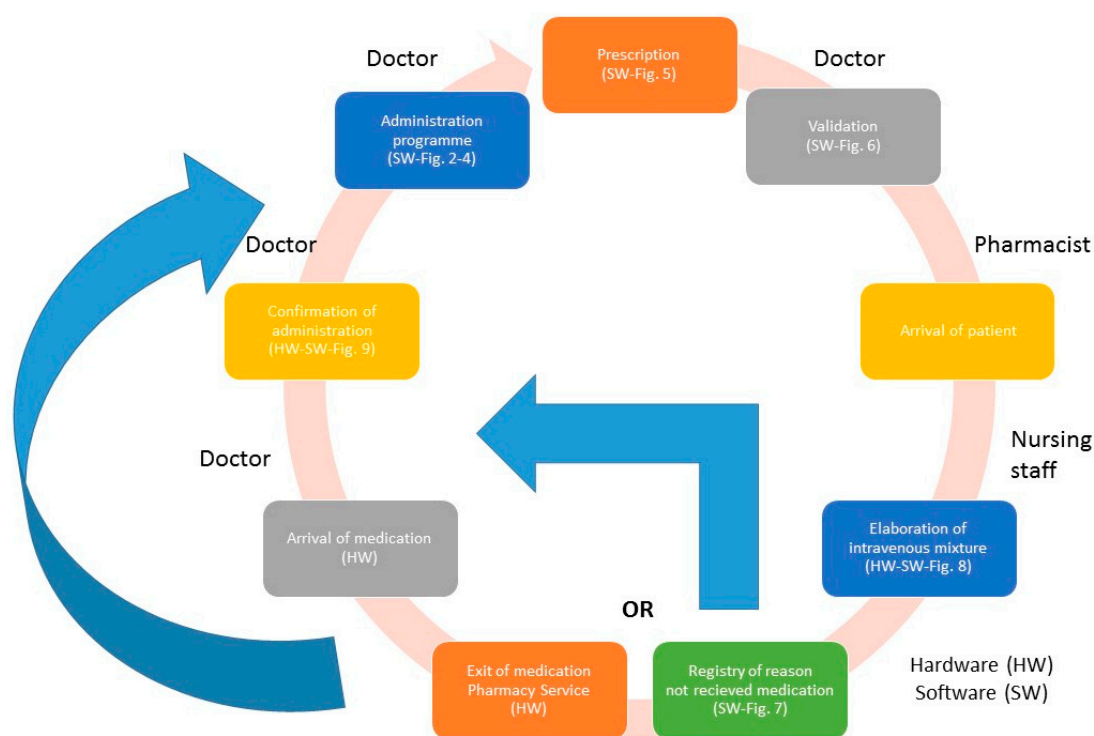 Doctor
Prescription
(SW-Fig. 5)
Doctor
Administration
programme
(SW-Fig. 2-4)
Validation
(SW-Fig. 6)
Doctor
Pharmacist
Confirmation of
administration
(HW-SW-Fig. 9)
Arrival of patient
Doctor
Nursing
staff
Arrival of medication
(HW)
Elaboration of
intravenous mixture
(HW-SW-Fig. 8)
OR
Exit of medication
Pharmacy Service
(HW)
Registry of reason
not recieved medication
(SW-Fig. 7)
Hardware (HW)
Software (SW)